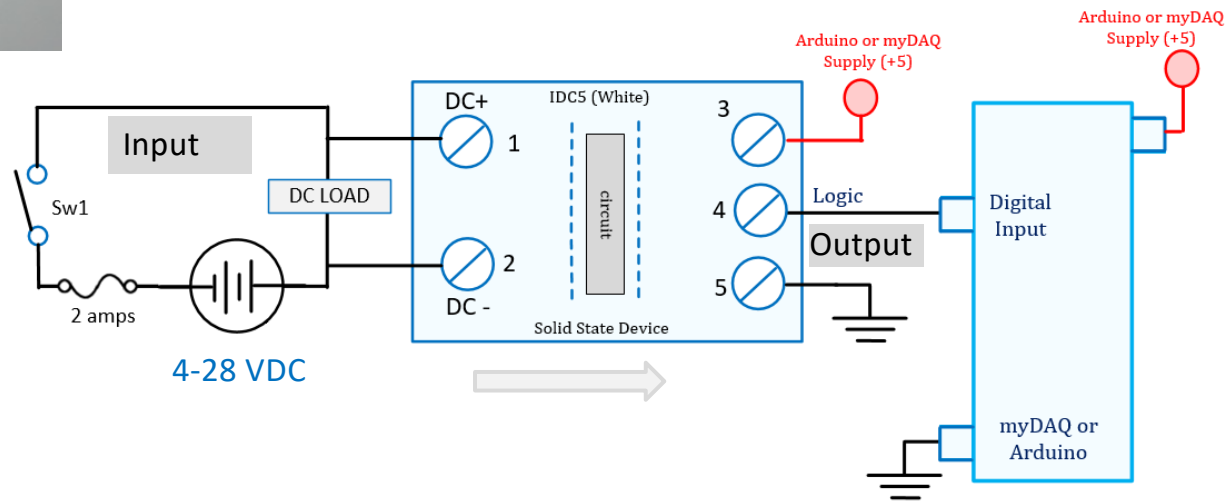 Arduino or myDAQ
Supply (+5)
Arduino or myDAQ
Supply (+5)
Input
Sw1
2 amps
4-28 VDC
DC LOAD
DC+
1
2
DC -
IDC5 (White)
circuit
Solid State Device
3
4
5
Logic
Output
Digital
Input
myDAQ or
Arduino